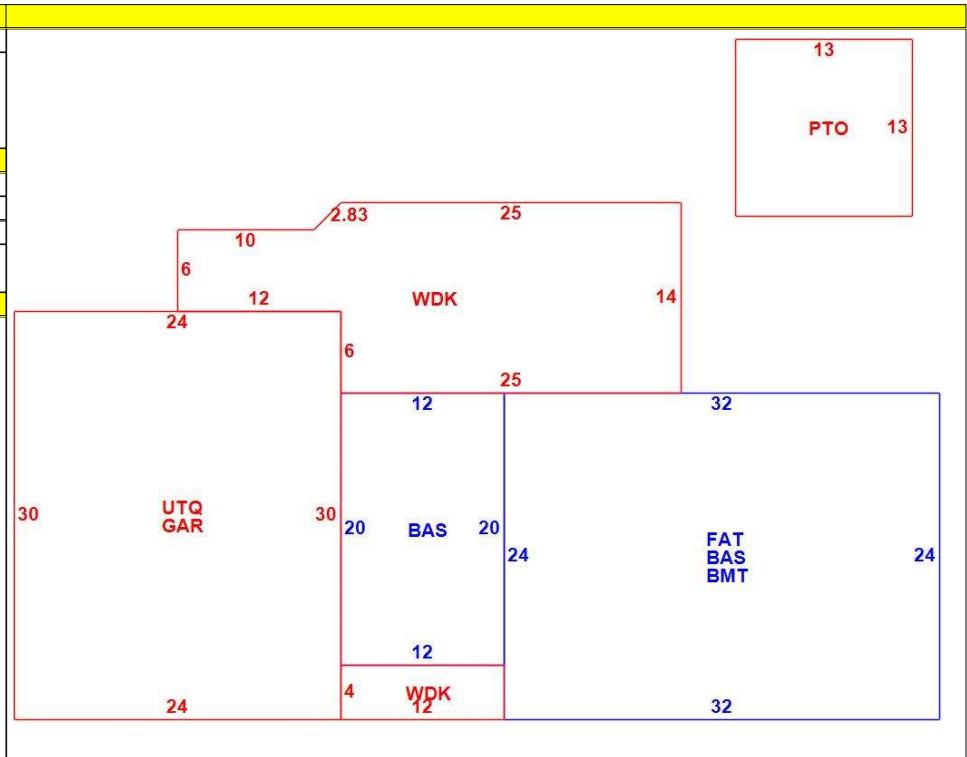 13
PTO 13
2.83 25
10
6
12 WDK 14
24
6
25
12 32
UTQ
GAR
30 30 20 BAS 20
24 24
FAT
BAS
BMT
12
4 WDK
24 12 32